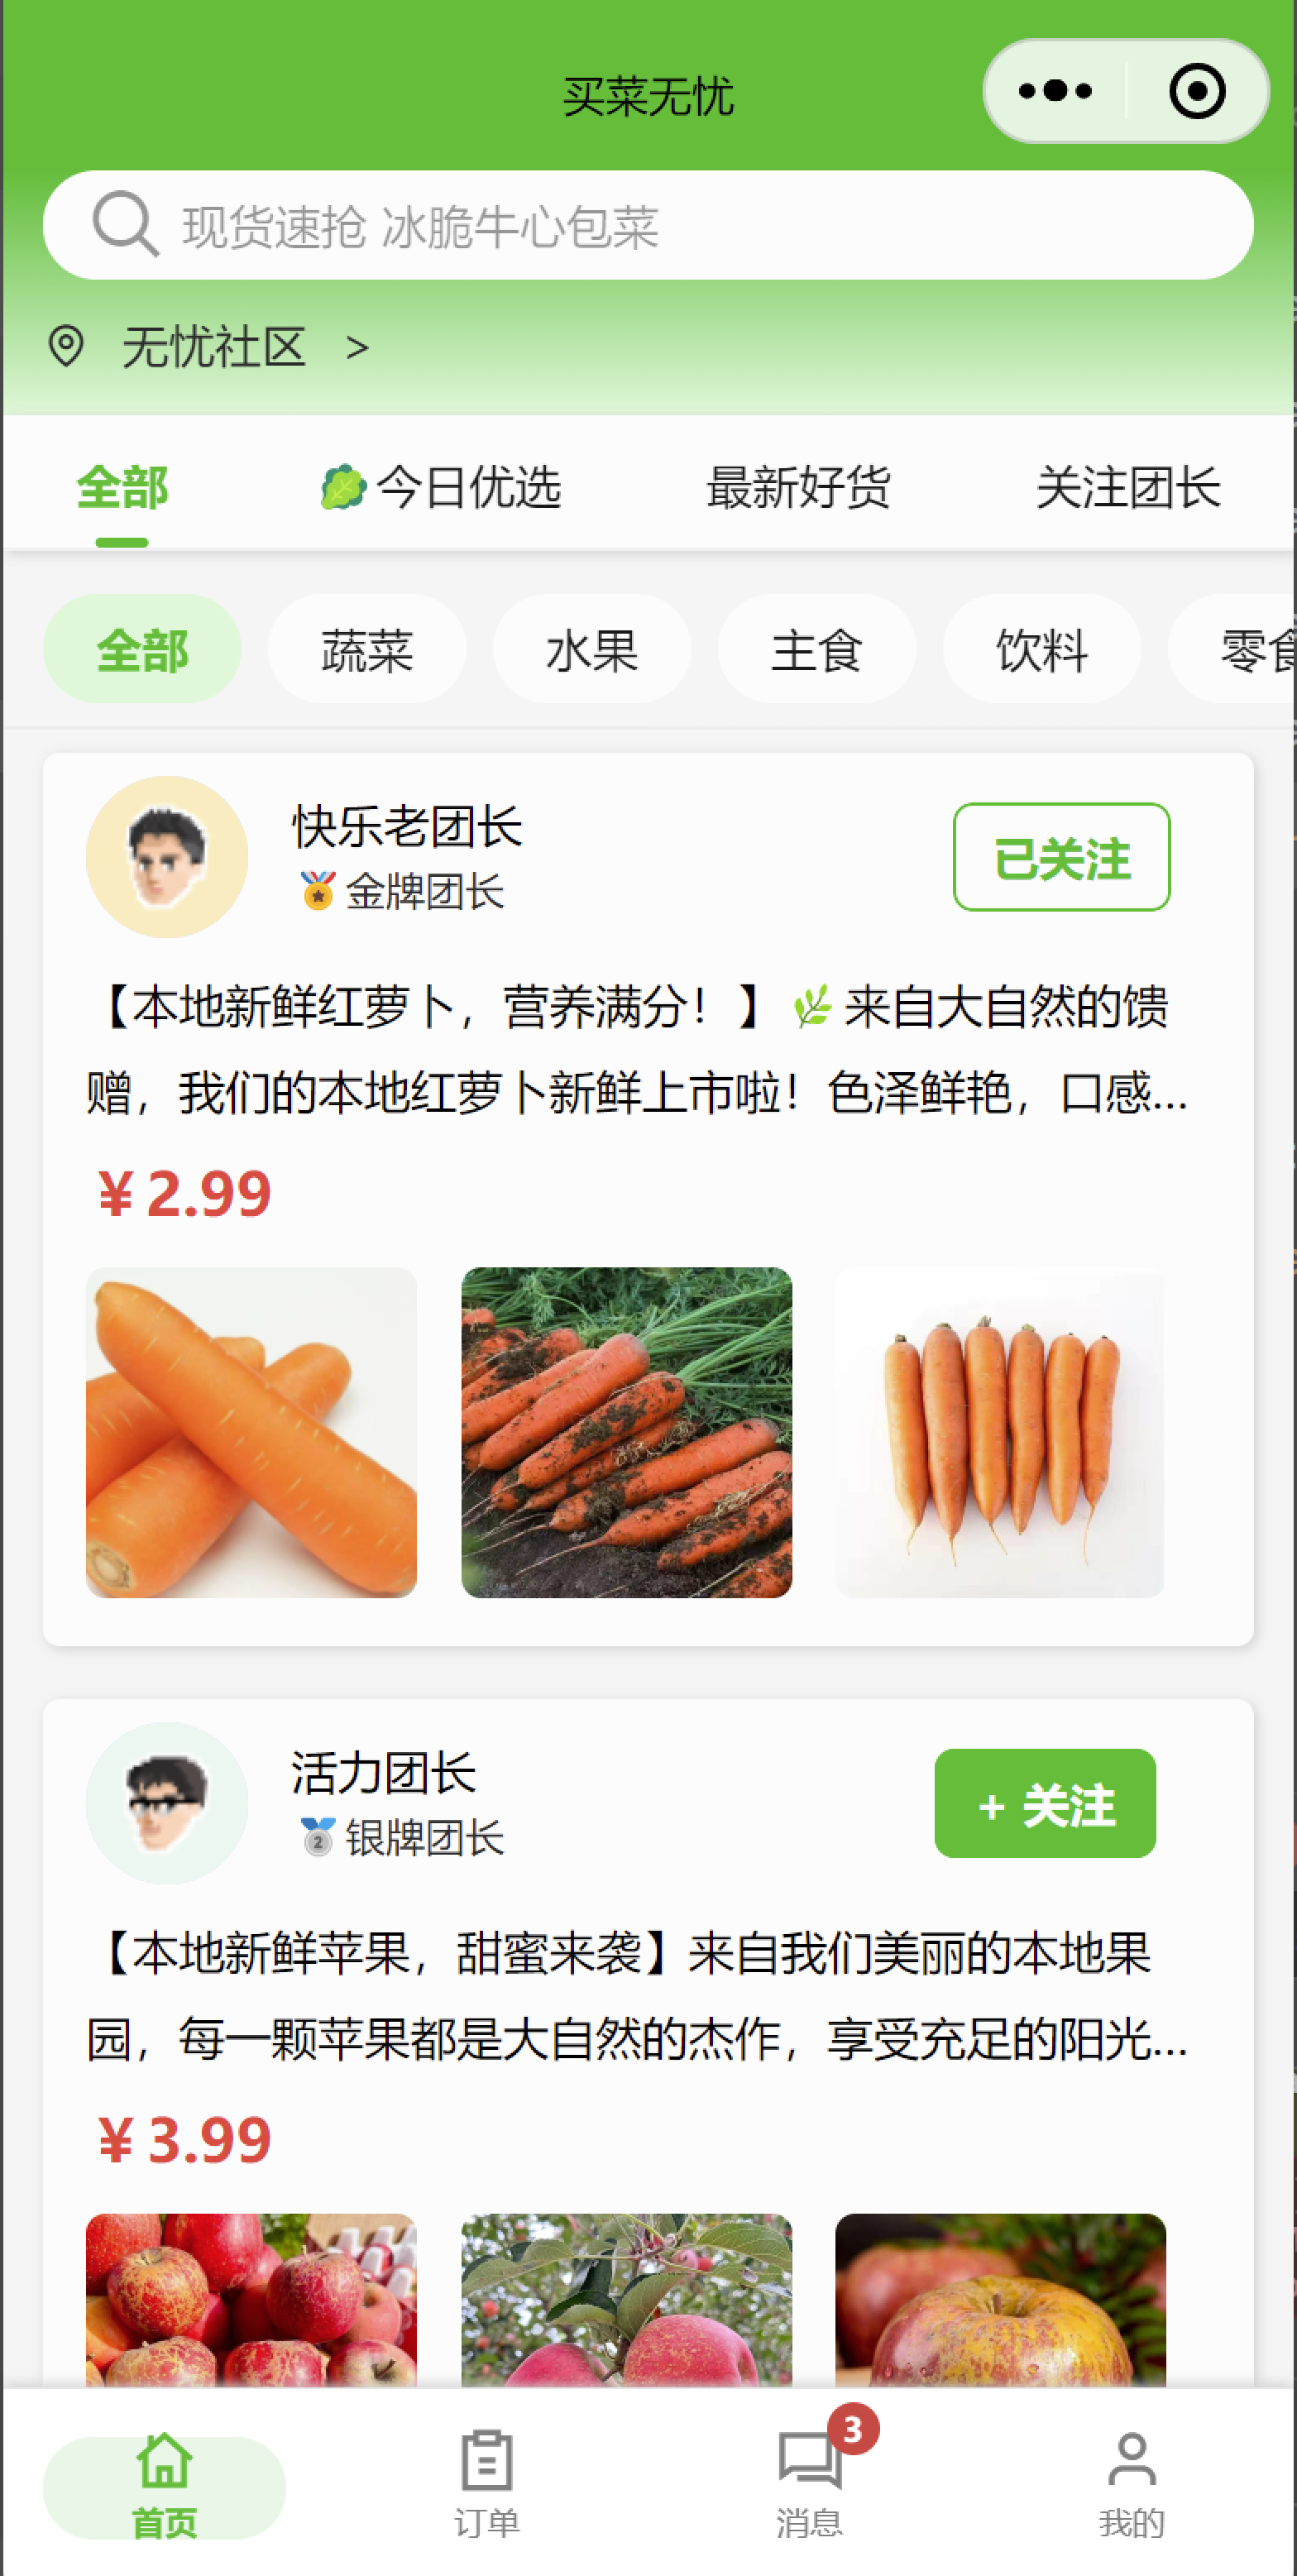 买菜无忧
现货速抢 冰脆牛心包菜
无忧社区 >
全部 🥬今日优选 最新好货 关注团长
全部 蔬菜 水果 主食 饮料 零食
快乐老团长
🏅金牌团长
已关注
【本地新鲜红萝卜，营养满分！】🌿来自大自然的馈
赠，我们的本地红萝卜新鲜上市啦！色泽鲜艳，口感...
¥2.99
活力团长
🥈银牌团长
+ 关注
【本地新鲜苹果，甜蜜来袭】来自我们美丽的本地果
园，每一颗苹果都是大自然的杰作，享受充足的阳光...
¥3.99
3
首页 订单 消息 我的